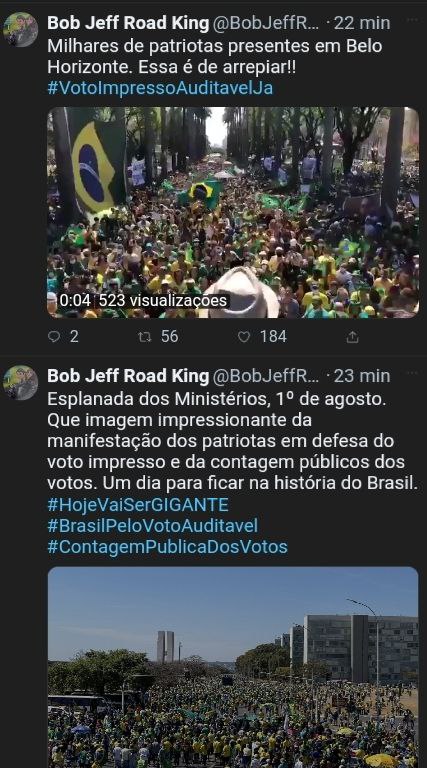 Bob Jeff Road King @BobJeffR... · 22 min
Milhares de patriotas presentes em Belo
Horizonte. Essa é de arrepiar!!
#VotoImpressoAuditavelJa
0:04 523 visualizações
2 56 184
Bob Jeff Road King @BobJeffR... · 23 min
Esplanada dos Ministérios, 1º de agosto.
Que imagem impressionante da
manifestação dos patriotas em defesa do
voto impresso e da contagem públicos dos
votos. Um dia para ficar na história do Brasil.
#HojeVaiSerGIGANTE
#BrasilPeloVotoAuditavel
#ContagemPublicaDosVotos